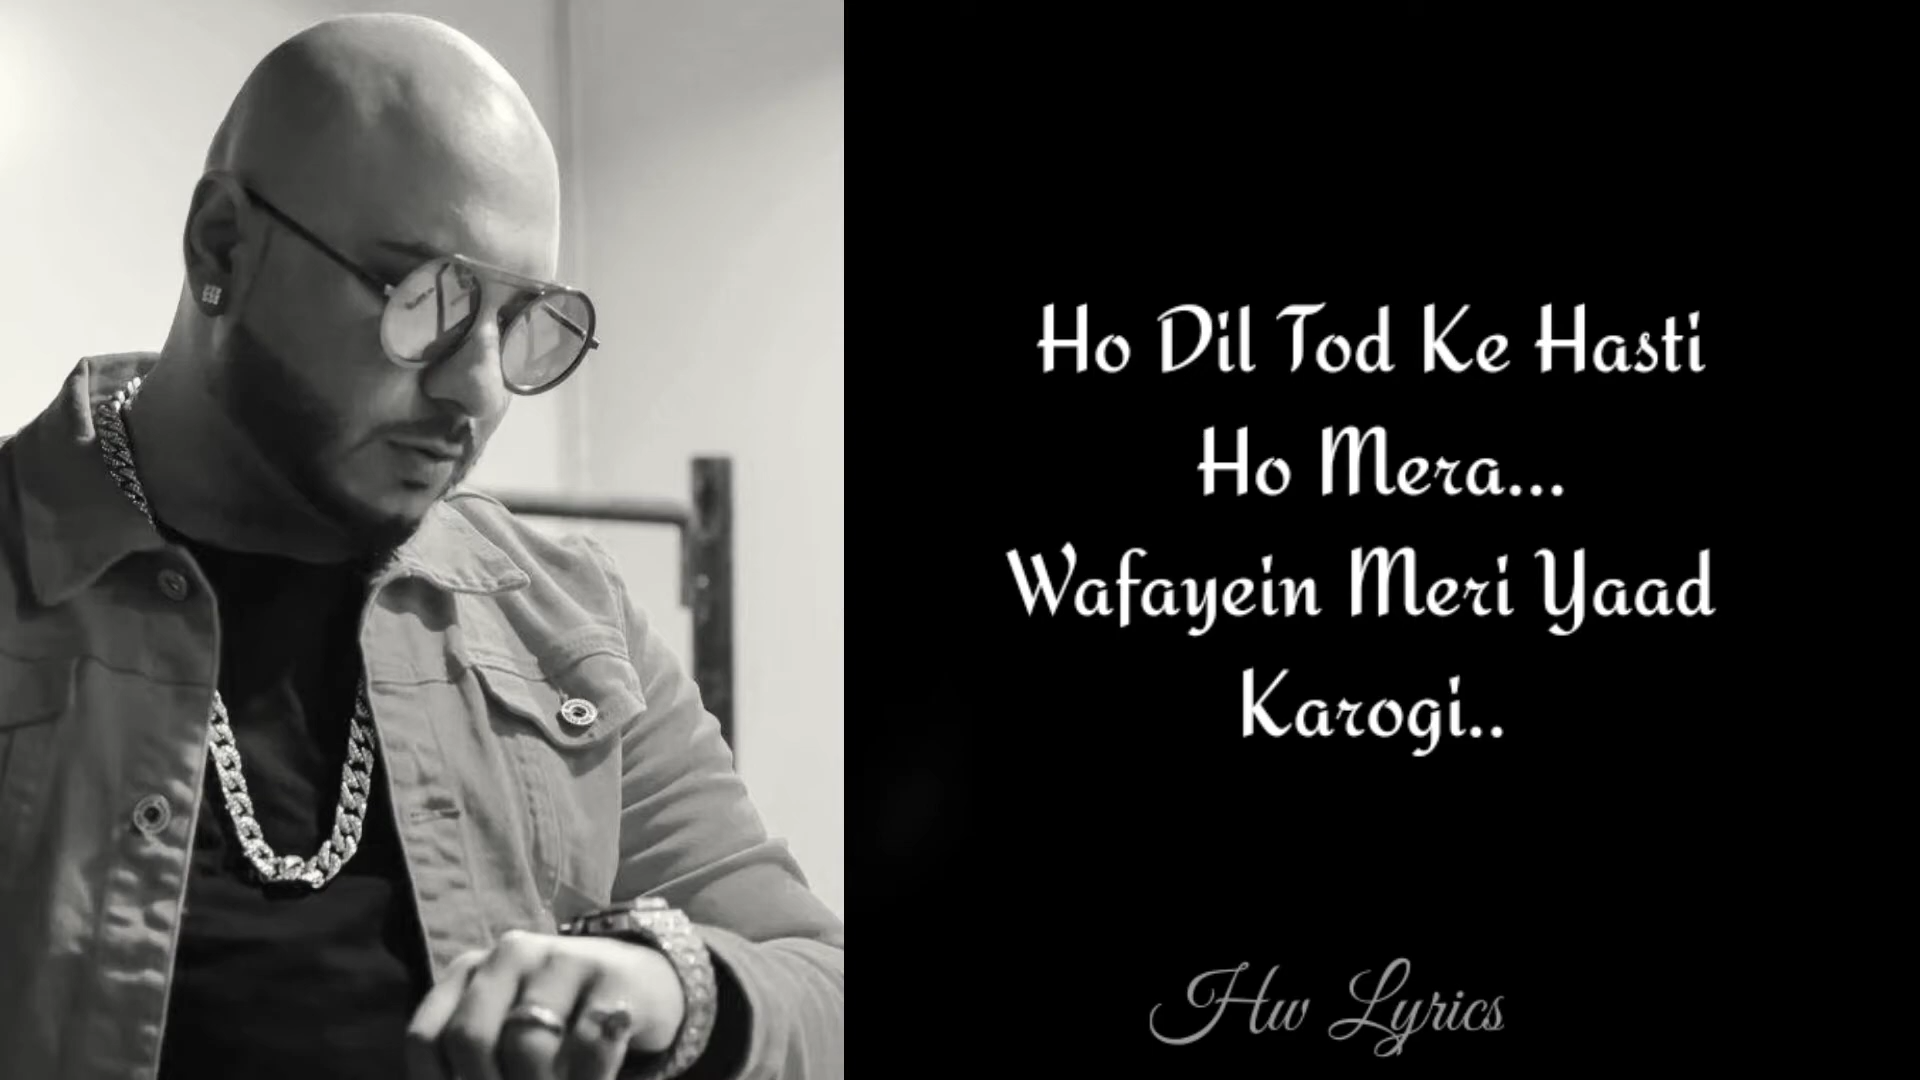 Ho Dil Tod Ke Hasti
Ho Mera...
Wafayein Meri Yaad
Karogi..
Hw Lyrics